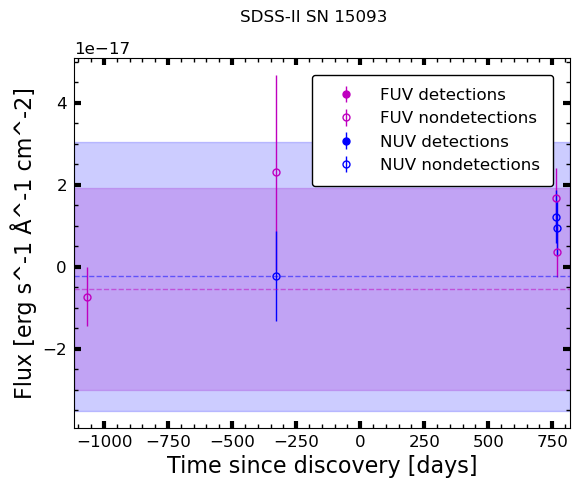 SDSS-II SN 15093
1e−17
FUV detections
FUV nondetections
NUV detections
NUV nondetections
4
2
0
−2
Flux [erg s^-1 Å^-1 cm^-2]
−1000 −750 −500 −250 0 250 500 750
Time since discovery [days]